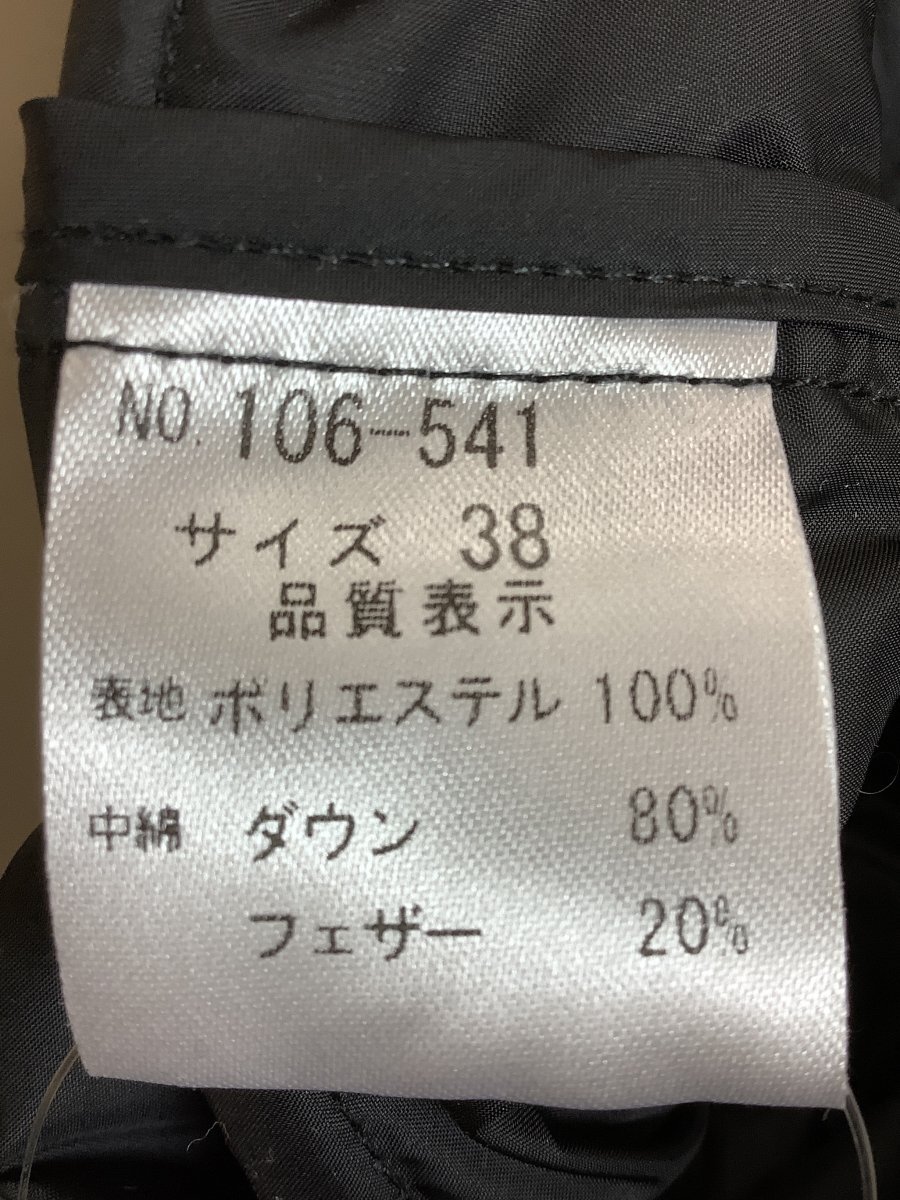 NO. 106-541
サイズ 38
品質表示
表地 ポリエステル 100%
中綿 ダウン 80%
フェザー 20%